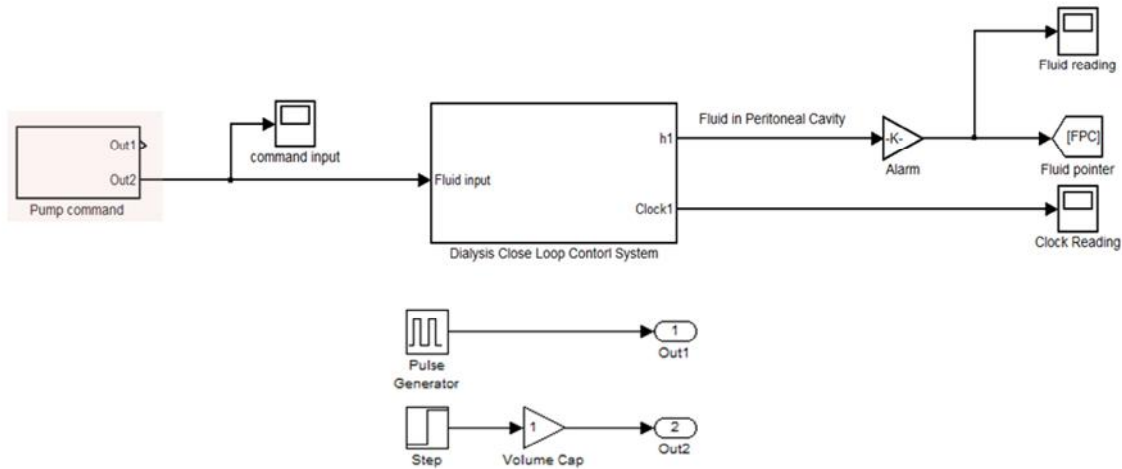 Fluid reading
Out1
Out2
Pump command
command input
Fluid input
h1
Clock1
Dialysis Close Loop Contorl System
Fluid in Peritoneal Cavity
-K-
Alarm
[FPC]
Fluid pointer
Clock Reading
Pulse
Generator
1
Out1
Step
1
Volume Cap
2
Out2